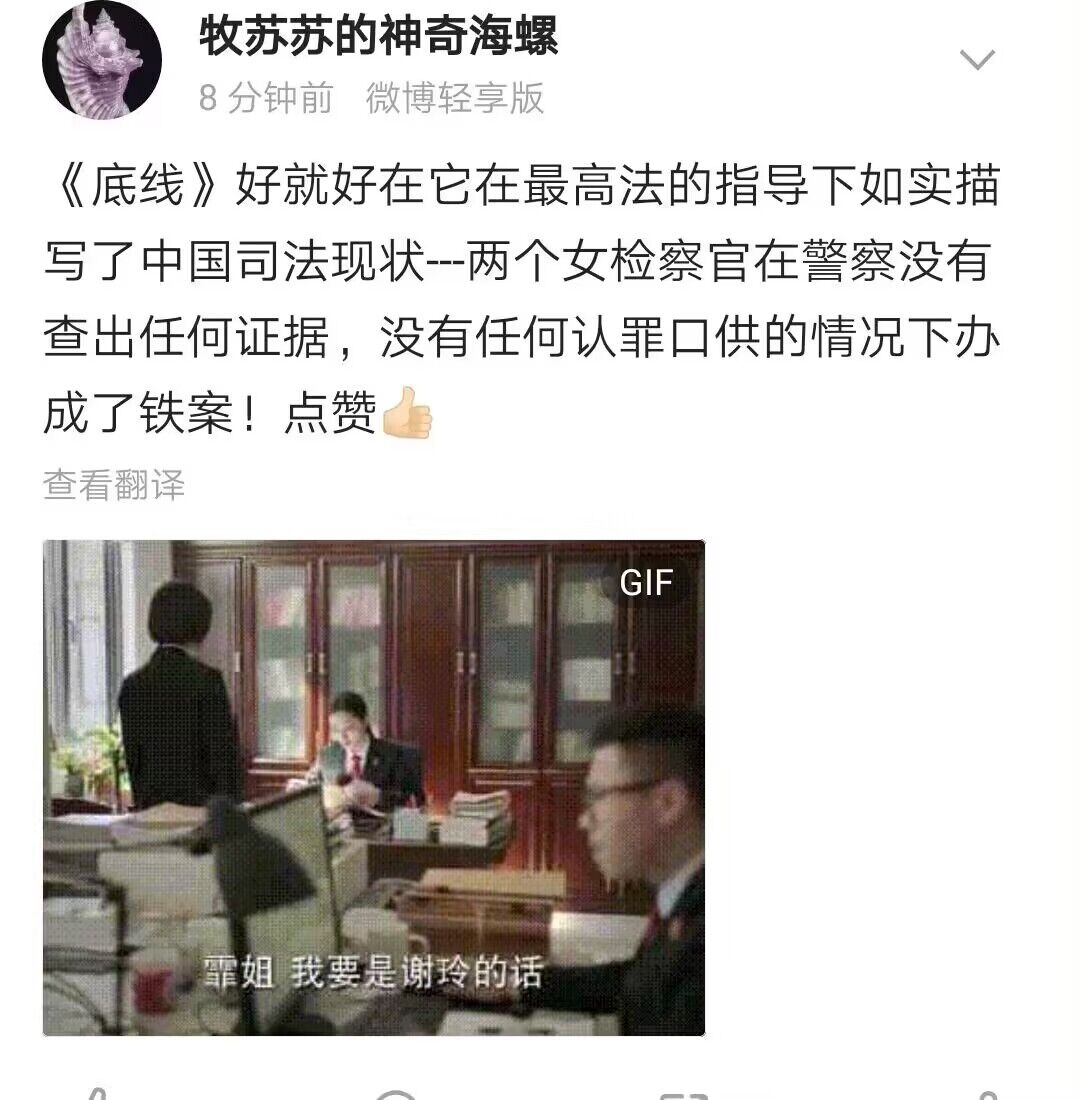 牧苏苏的神奇海螺
8 分钟前 微博轻享版
《底线》好就好在它在最高法的指导下如实描
写了中国司法现状---两个女检察官在警察没有
查出任何证据，没有任何认罪口供的情况下办
成了铁案！点赞👍🏻
查看翻译
GIF
霏姐 我要是谢玲的话